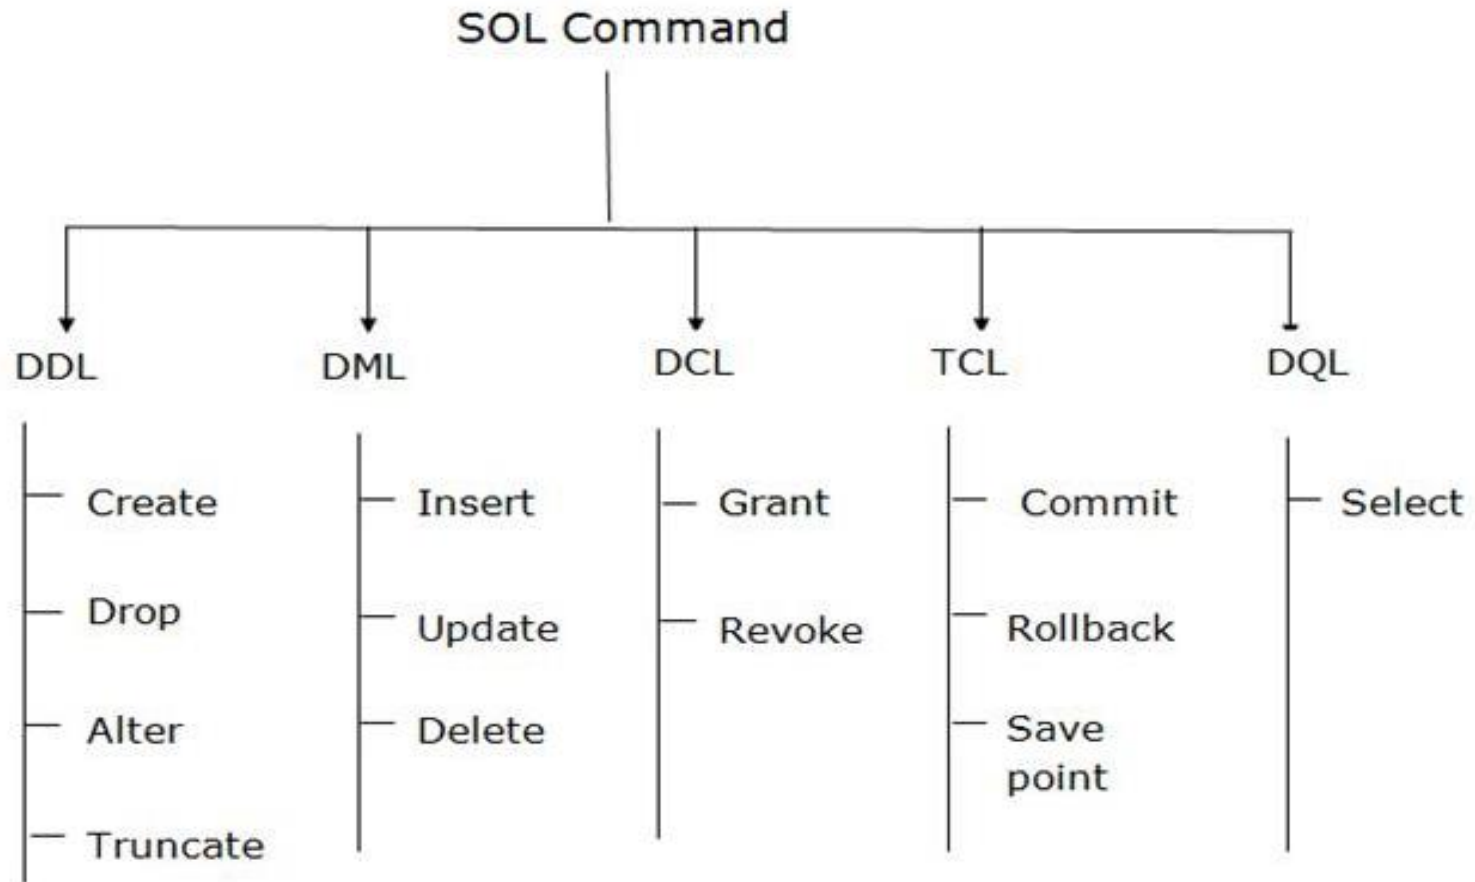 SOL Command
DDL
DML
DCL
TCL
DQL
Create
Drop
Alter
Truncate
Insert
Update
Delete
Grant
Revoke
Commit
Rollback
Save
point
Select